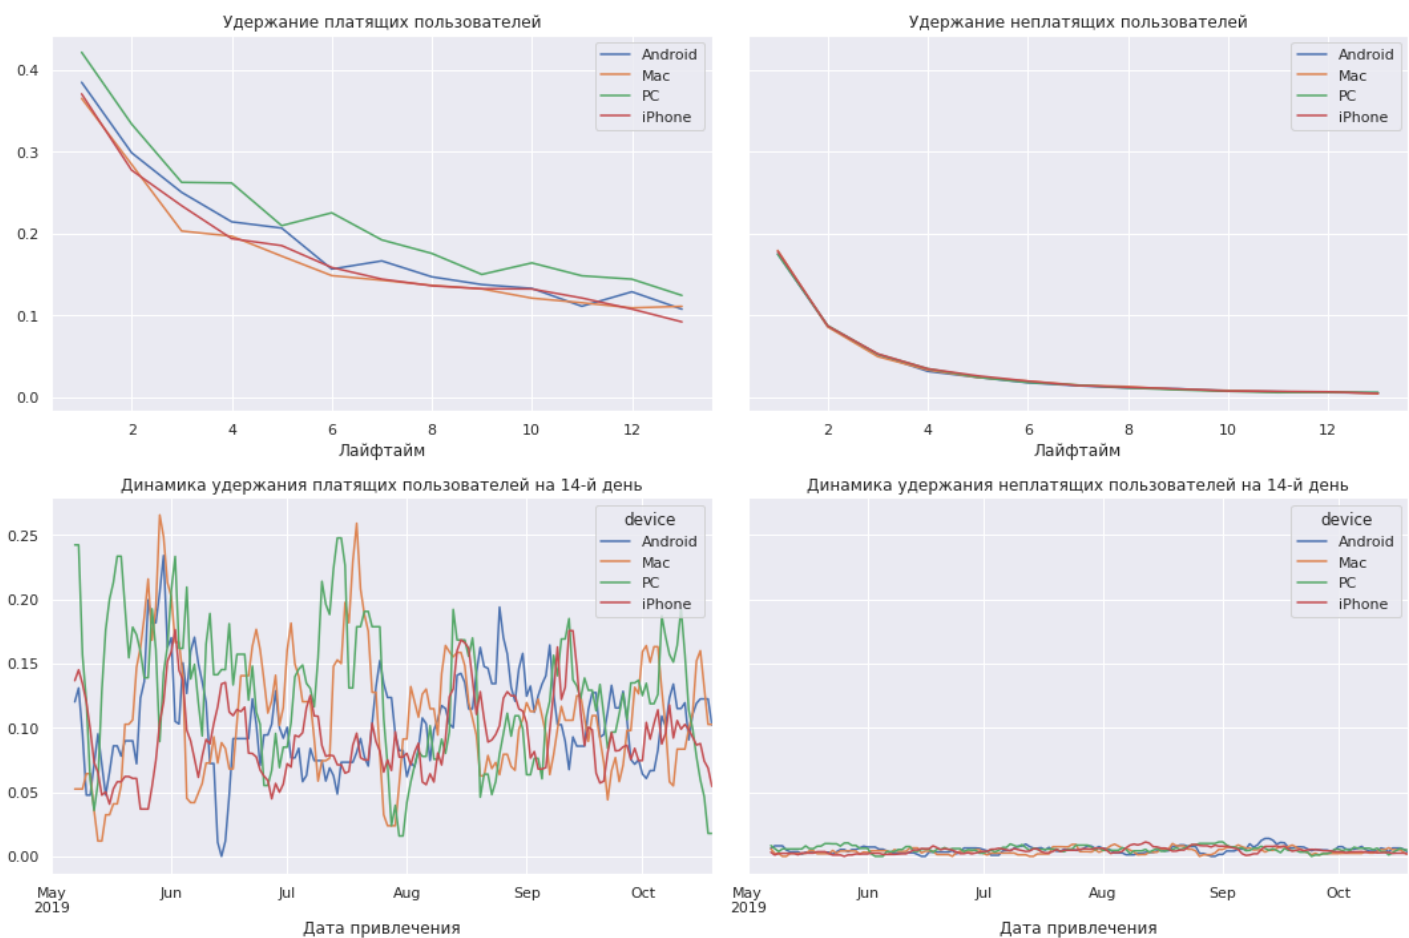 Удержание платящих пользователей
Android
Mac
PC
iPhone
0.4
0.3
0.2
0.1
0.0
2 4 6 8 10 12
Лайфтайм
Удержание неплатящих пользователей
Android
Mac
PC
iPhone
2 4 6 8 10 12
Лайфтайм
Динамика удержания платящих пользователей на 14-й день
device
Android
Mac
PC
iPhone
0.25
0.20
0.15
0.10
0.05
0.00
May Jun Jul Aug Sep Oct
2019
Дата привлечения
Динамика удержания неплатящих пользователей на 14-й день
device
Android
Mac
PC
iPhone
May Jun Jul Aug Sep Oct
2019
Дата привлечения